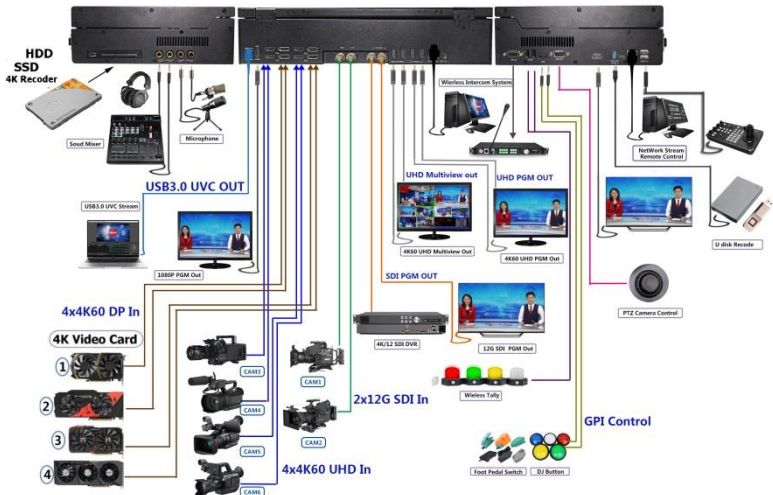 HDD
SSD
4K Recoder
Soud Mixer
Microphone
USB3.0 UVC OUT
USB3.0 UVC Stream
1080P PGM Out
4x4K60 DP In
4K Video Card
1
2
3
4
CAM3
CAM4
CAM5
CAM6
CAM1
CAM2
2x12G SDI In
4x4K60 UHD In
Wierless Intercom System
UHD Multiview out
UHD PGM OUT
4K60 UHD Multiview Out
4K60 UHD PGM Out
SDI PGM OUT
4K/12 SDI DVR
12G SDI PGM Out
Wieless Tally
GPI Control
Foot Pedal Switch
DJ Button
NetWork Stream
Remote Control
U disk Recode
PTZ Camera Control